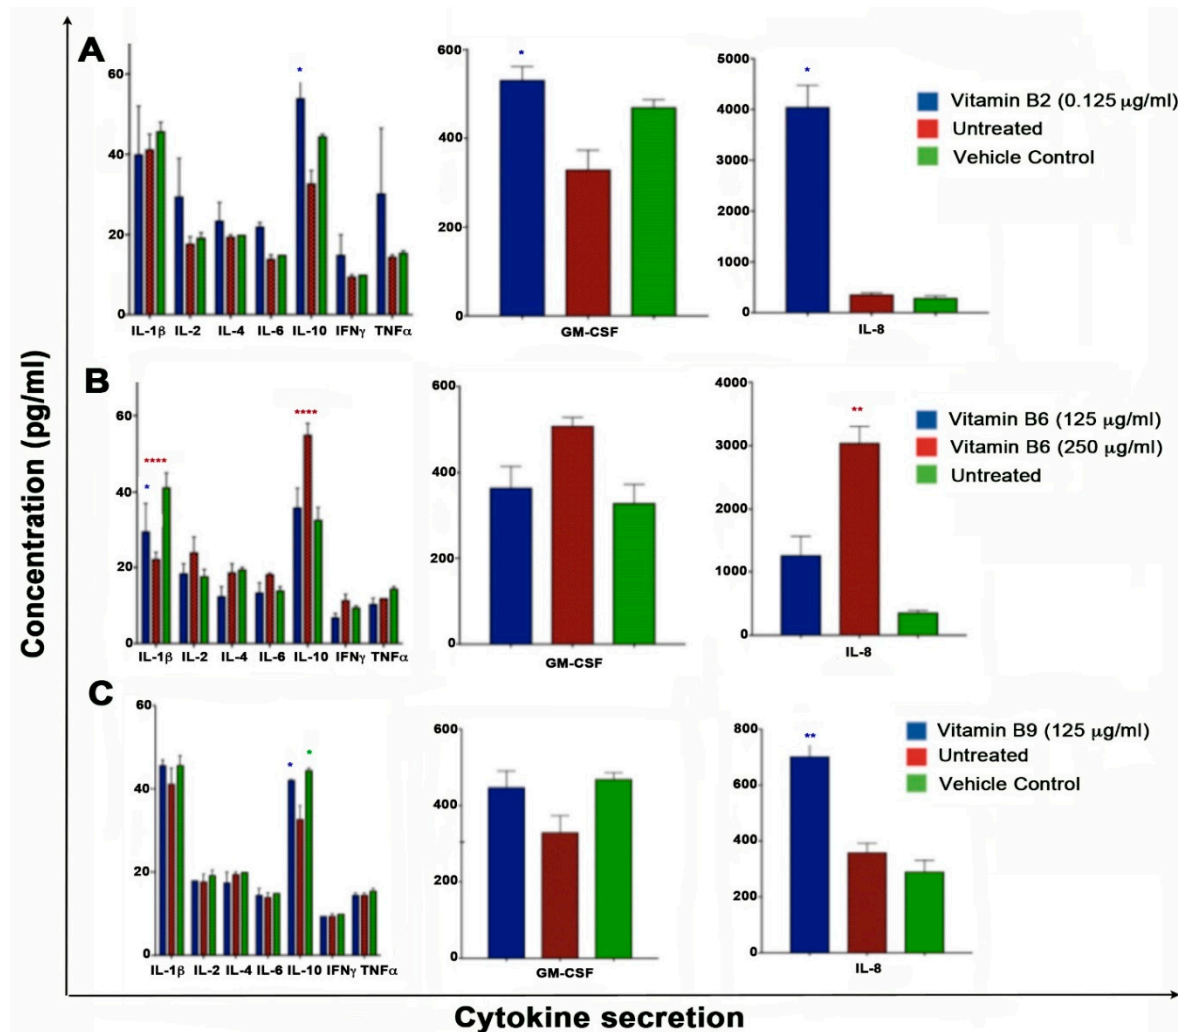 A
60
40
20
0
*
IL-1β IL-2 IL-4 IL-6 IL-10 IFNγ TNFα
600
400
200
0
*
GM-CSF
5000
4000
3000
2000
1000
0
*
IL-8
Vitamin B2 (0.125 μg/ml)
Untreated
Vehicle Control
B
60
40
20
0
****
*
****
IL-1β IL-2 IL-4 IL-6 IL-10 IFNγ TNFα
600
400
200
0
GM-CSF
4000
3000
2000
1000
0
**
IL-8
Vitamin B6 (125 μg/ml)
Vitamin B6 (250 μg/ml)
Untreated
C
60
40
20
0
*
*
IL-1β IL-2 IL-4 IL-6 IL-10 IFNγ TNFα
600
400
200
0
GM-CSF
800
600
400
200
0
**
IL-8
Vitamin B9 (125 μg/ml)
Untreated
Vehicle Control
Concentration (pg/ml)
Cytokine secretion